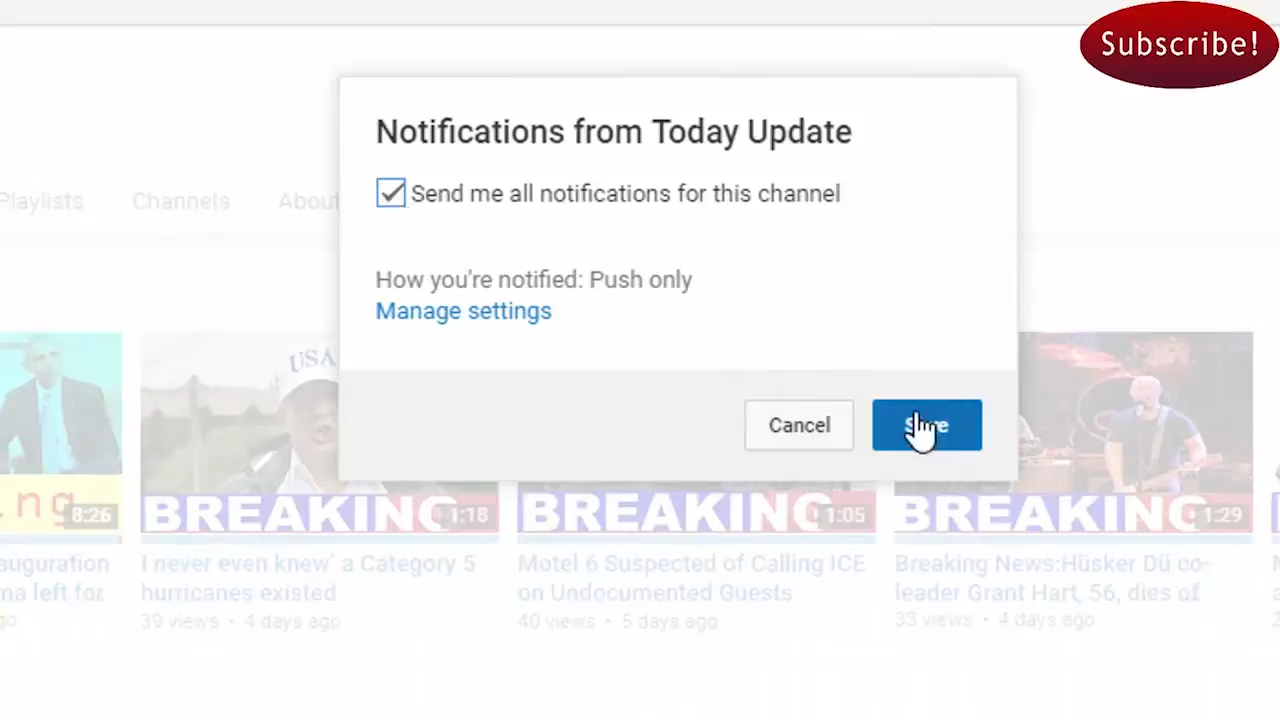 Subscribe!
Notifications from Today Update
Send me all notifications for this channel
Playlists Channels About
How you're notified: Push only
Manage settings
Cancel
USA
8:26
BREAKING 1:18
BREAKING 1:05
BREAKING 1:29
I never even knew' a Category 5
hurricanes existed
39 views • 4 days ago
Motel 6 Suspected of Calling ICE
on Undocumented Guests
40 views • 5 days ago
Breaking News:Hüsker Dü co-
leader Grant Hart, 56, dies of
33 views • 4 days ago